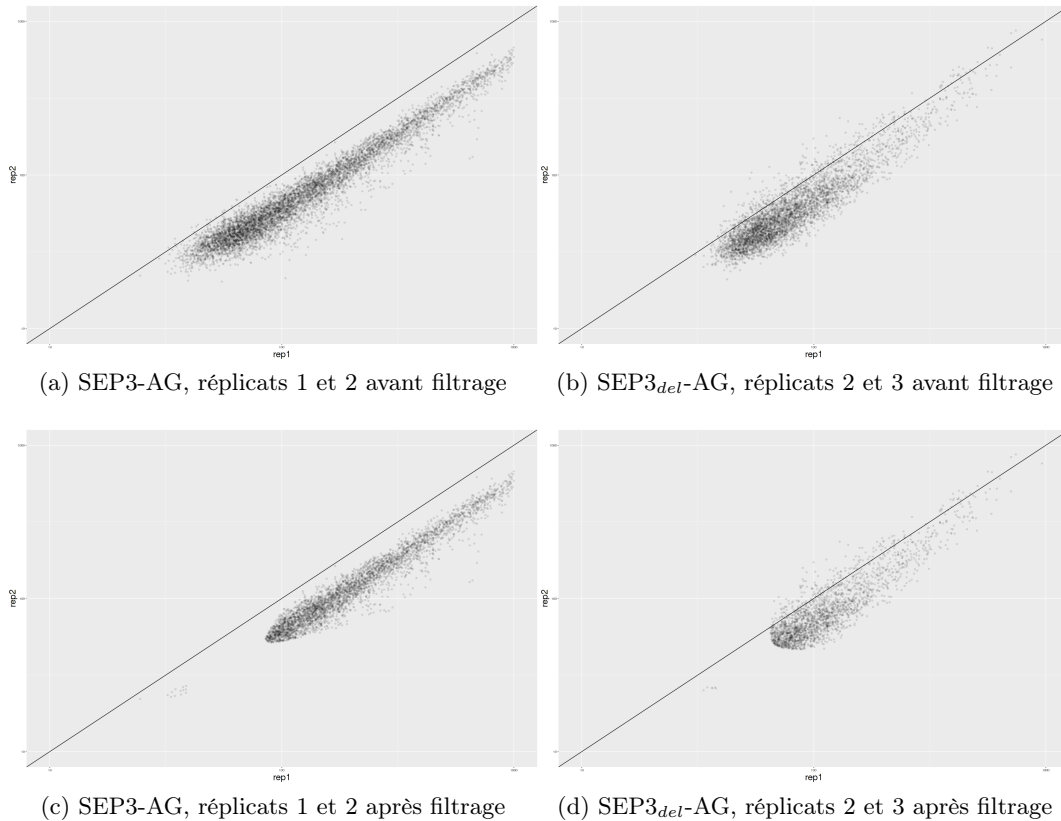 rep2
rep1
(a) SEP3-AG, réplicats 1 et 2 avant filtrage
rep2
rep1
(b) SEP3del-AG, réplicats 2 et 3 avant filtrage
rep2
rep1
(c) SEP3-AG, réplicats 1 et 2 après filtrage
rep2
rep1
(d) SEP3del-AG, réplicats 2 et 3 après filtrage